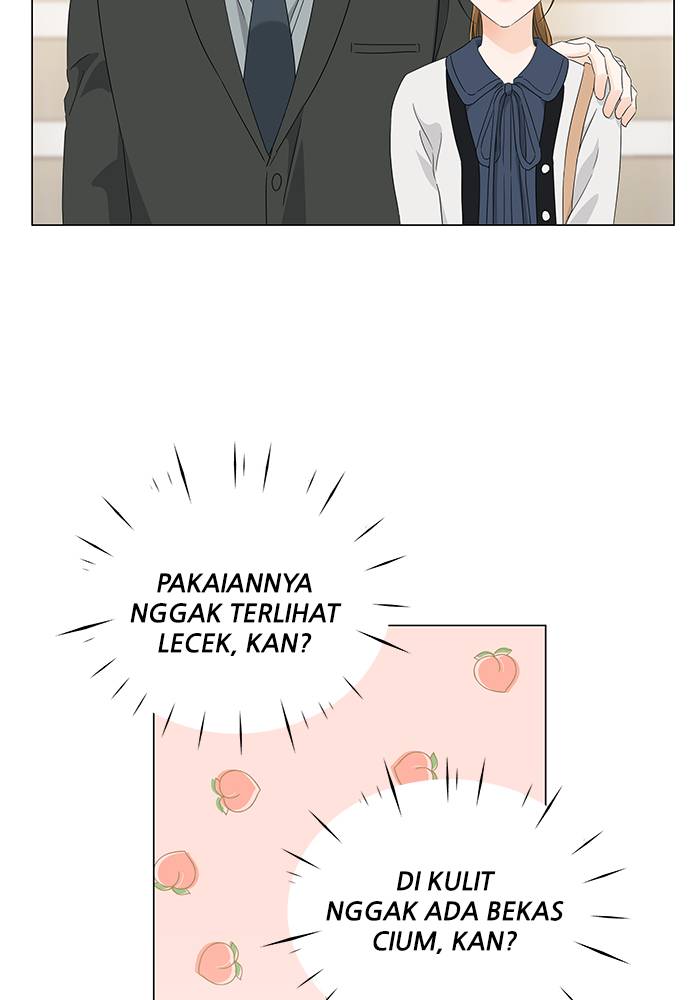 PAKAIANNYA
NGGAK TERLIHAT
LECEK, KAN?
DI KULIT
NGGAK ADA BEKAS
CIUM, KAN?